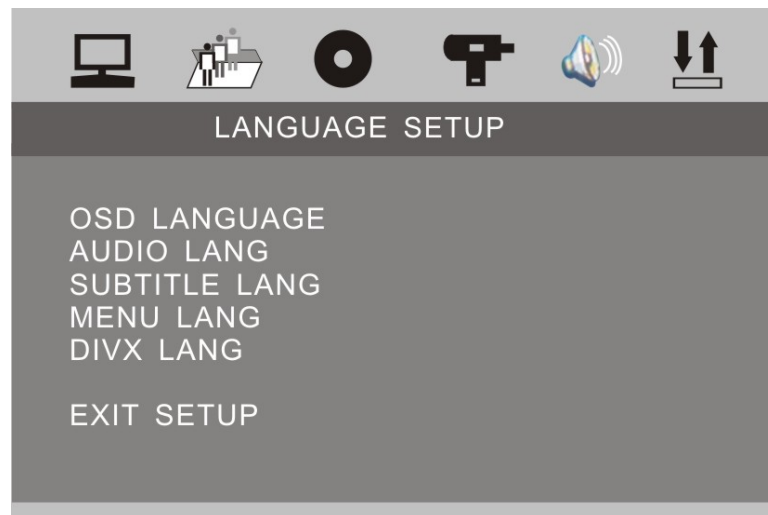 LANGUAGE SETUP
OSD LANGUAGE
AUDIO LANG
SUBTITLE LANG
MENU LANG
DIVX LANG
EXIT SETUP